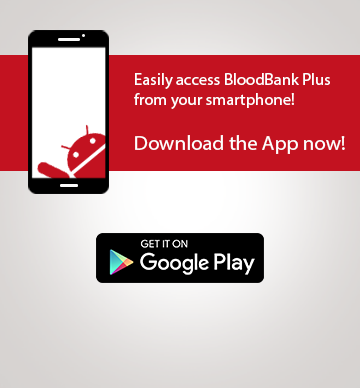 Easily access BloodBank Plus
from your smartphone!
Download the App now!
GET IT ON
Google Play